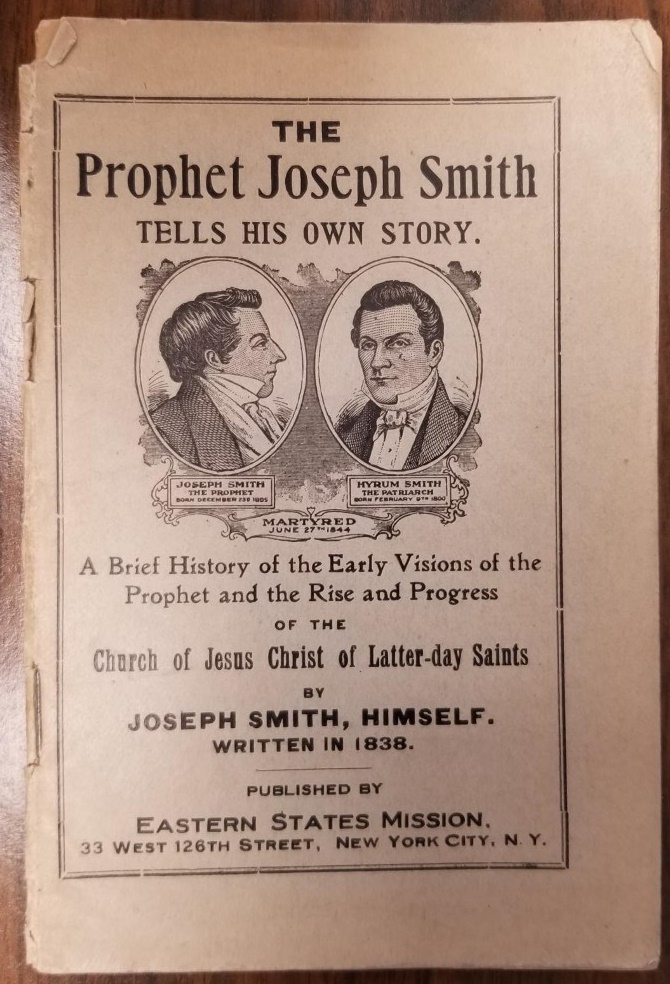 THE
Prophet Joseph Smith
TELLS HIS OWN STORY.
JOSEPH SMITH
THE PROPHET
BORN DECEMBER 23D 1805
HYRUM SMITH
THE PATRIARCH
BORN FEBRUARY 9TH 1800
MARTYRED
JUNE 27TH 1844
A Brief History of the Early Visions of the
Prophet and the Rise and Progress
OF THE
Church of Jesus Christ of Latter-day Saints
BY
JOSEPH SMITH, HIMSELF.
WRITTEN IN 1838.
PUBLISHED BY
EASTERN STATES MISSION,
33 WEST 126TH STREET, NEW YORK CITY, N. Y.